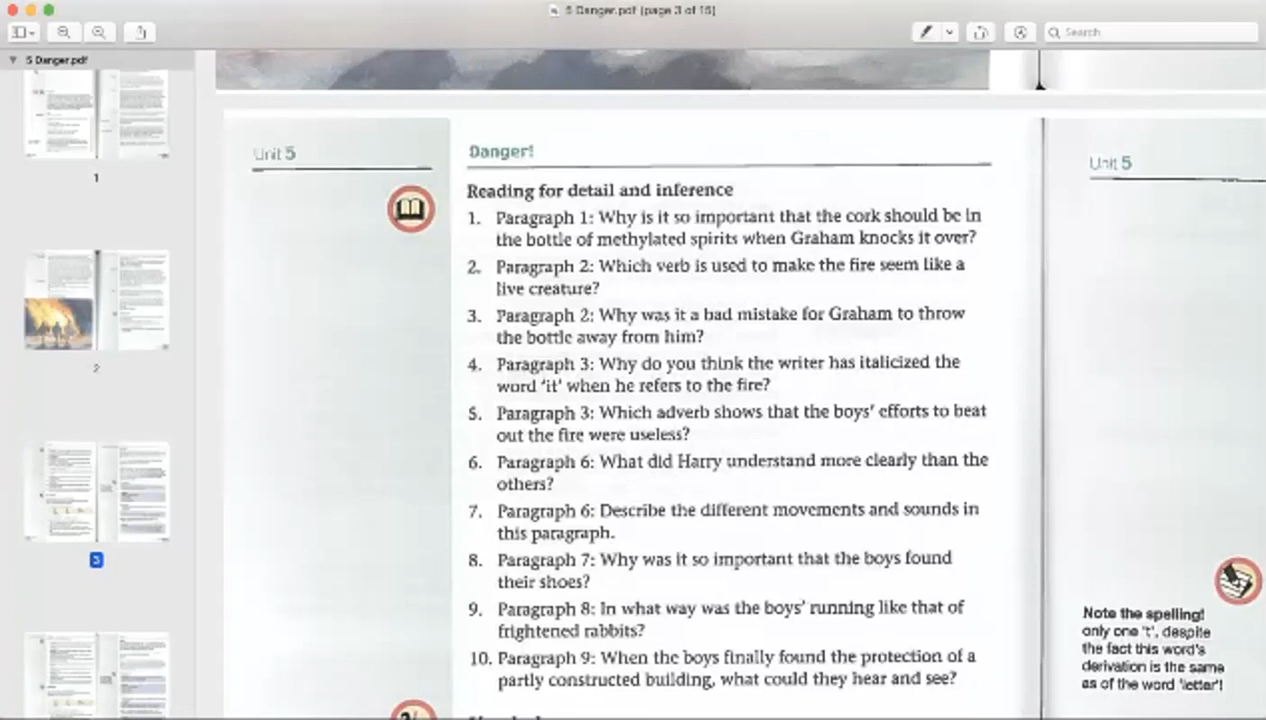 5 Danger.pdf (page 3 of 15)
Search
5 Danger.pdf
1
2
3
Unit 5
Danger!
Reading for detail and inference
1. Paragraph 1: Why is it so important that the cork should be in
the bottle of methylated spirits when Graham knocks it over?
2. Paragraph 2: Which verb is used to make the fire seem like a
live creature?
3. Paragraph 2: Why was it a bad mistake for Graham to throw
the bottle away from him?
4. Paragraph 3: Why do you think the writer has italicized the
word 'it' when he refers to the fire?
5. Paragraph 3: Which adverb shows that the boys' efforts to beat
out the fire were useless?
6. Paragraph 6: What did Harry understand more clearly than the
others?
7. Paragraph 6: Describe the different movements and sounds in
this paragraph.
8. Paragraph 7: Why was it so important that the boys found
their shoes?
9. Paragraph 8: In what way was the boys' running like that of
frightened rabbits?
10. Paragraph 9: When the boys finally found the protection of a
partly constructed building, what could they hear and see?
Unit 5
Note the spelling!
only one 't', despite
the fact this word's
derivation is the same
as of the word 'letter'!